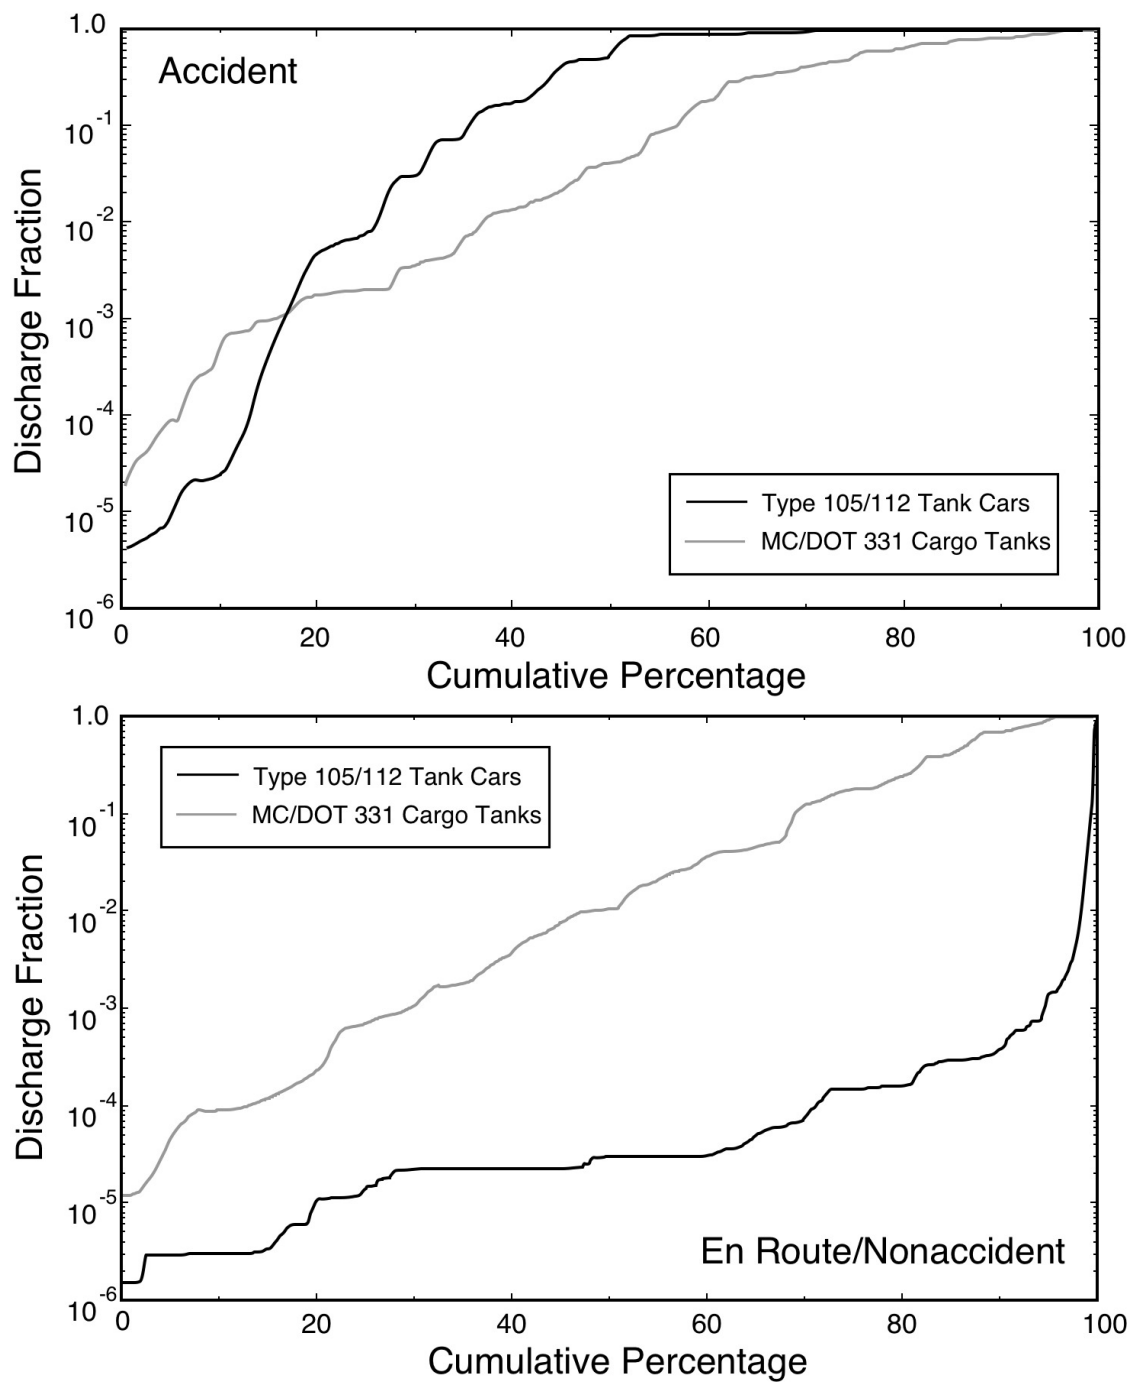 1.0
Accident
10-1
10-2
10-3
10-4
10-5
10-6
Discharge Fraction
Type 105/112 Tank Cars
MC/DOT 331 Cargo Tanks
0 20 40 60 80 100
Cumulative Percentage
1.0
Type 105/112 Tank Cars
MC/DOT 331 Cargo Tanks
10-1
10-2
10-3
10-4
10-5
10-6
Discharge Fraction
En Route/Nonaccident
0 20 40 60 80 100
Cumulative Percentage